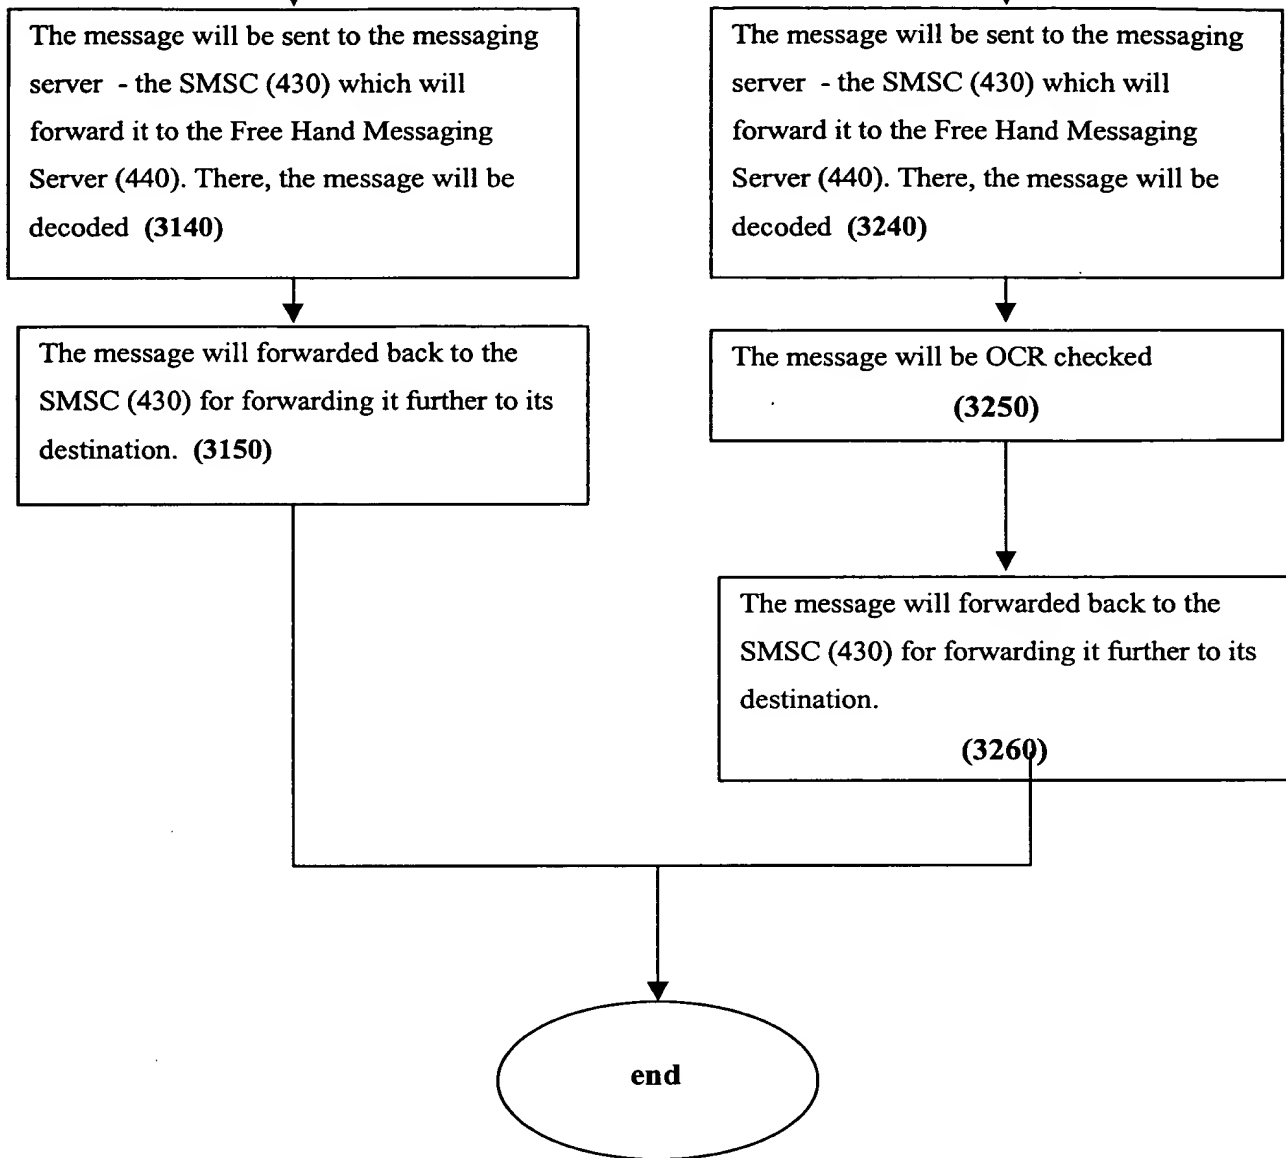 The message will be sent to the messaging
server - the SMSC (430) which will
forward it to the Free Hand Messaging
Server (440). There, the message will be
decoded (3140)
The message will be sent to the messaging
server - the SMSC (430) which will
forward it to the Free Hand Messaging
Server (440). There, the message will be
decoded (3240)
The message will forwarded back to the
SMSC (430) for forwarding it further to its
destination. (3150)
The message will be OCR checked
(3250)
The message will forwarded back to the
SMSC (430) for forwarding it further to its
destination.
(3260)
end